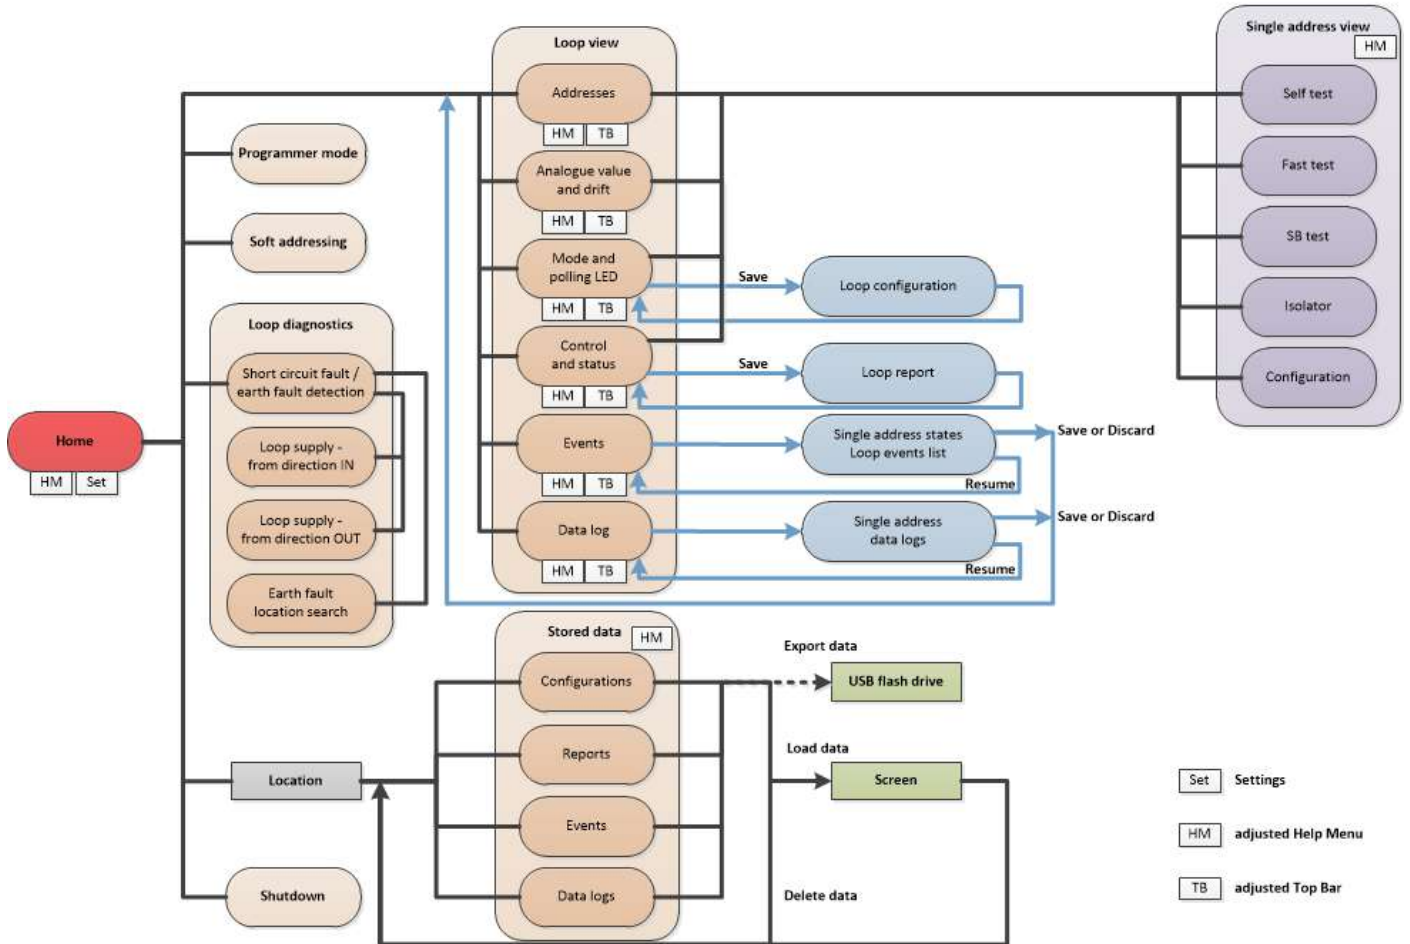 Single address view
HM
Self test
Fast test
SB test
Isolator
Configuration
Loop view
Addresses
HM
TB
Analogue value
and drift
HM
TB
Mode and
polling LED
HM
TB
Control
and status
HM
TB
Events
HM
TB
Data log
HM
TB
Save
Loop configuration
Save
Loop report
Single address states
Loop events list
Save or Discard
Resume
Single address
data logs
Save or Discard
Resume
Programmer mode
Soft addressing
Loop diagnostics
Short circuit fault /
earth fault detection
Loop supply -
from direction IN
Loop supply -
from direction OUT
Earth fault
location search
Home
HM
Set
Location
Shutdown
Stored data
HM
Configurations
Reports
Events
Data logs
Export data
USB flash drive
Load data
Screen
Delete data
Set
Settings
HM
adjusted Help Menu
TB
adjusted Top Bar